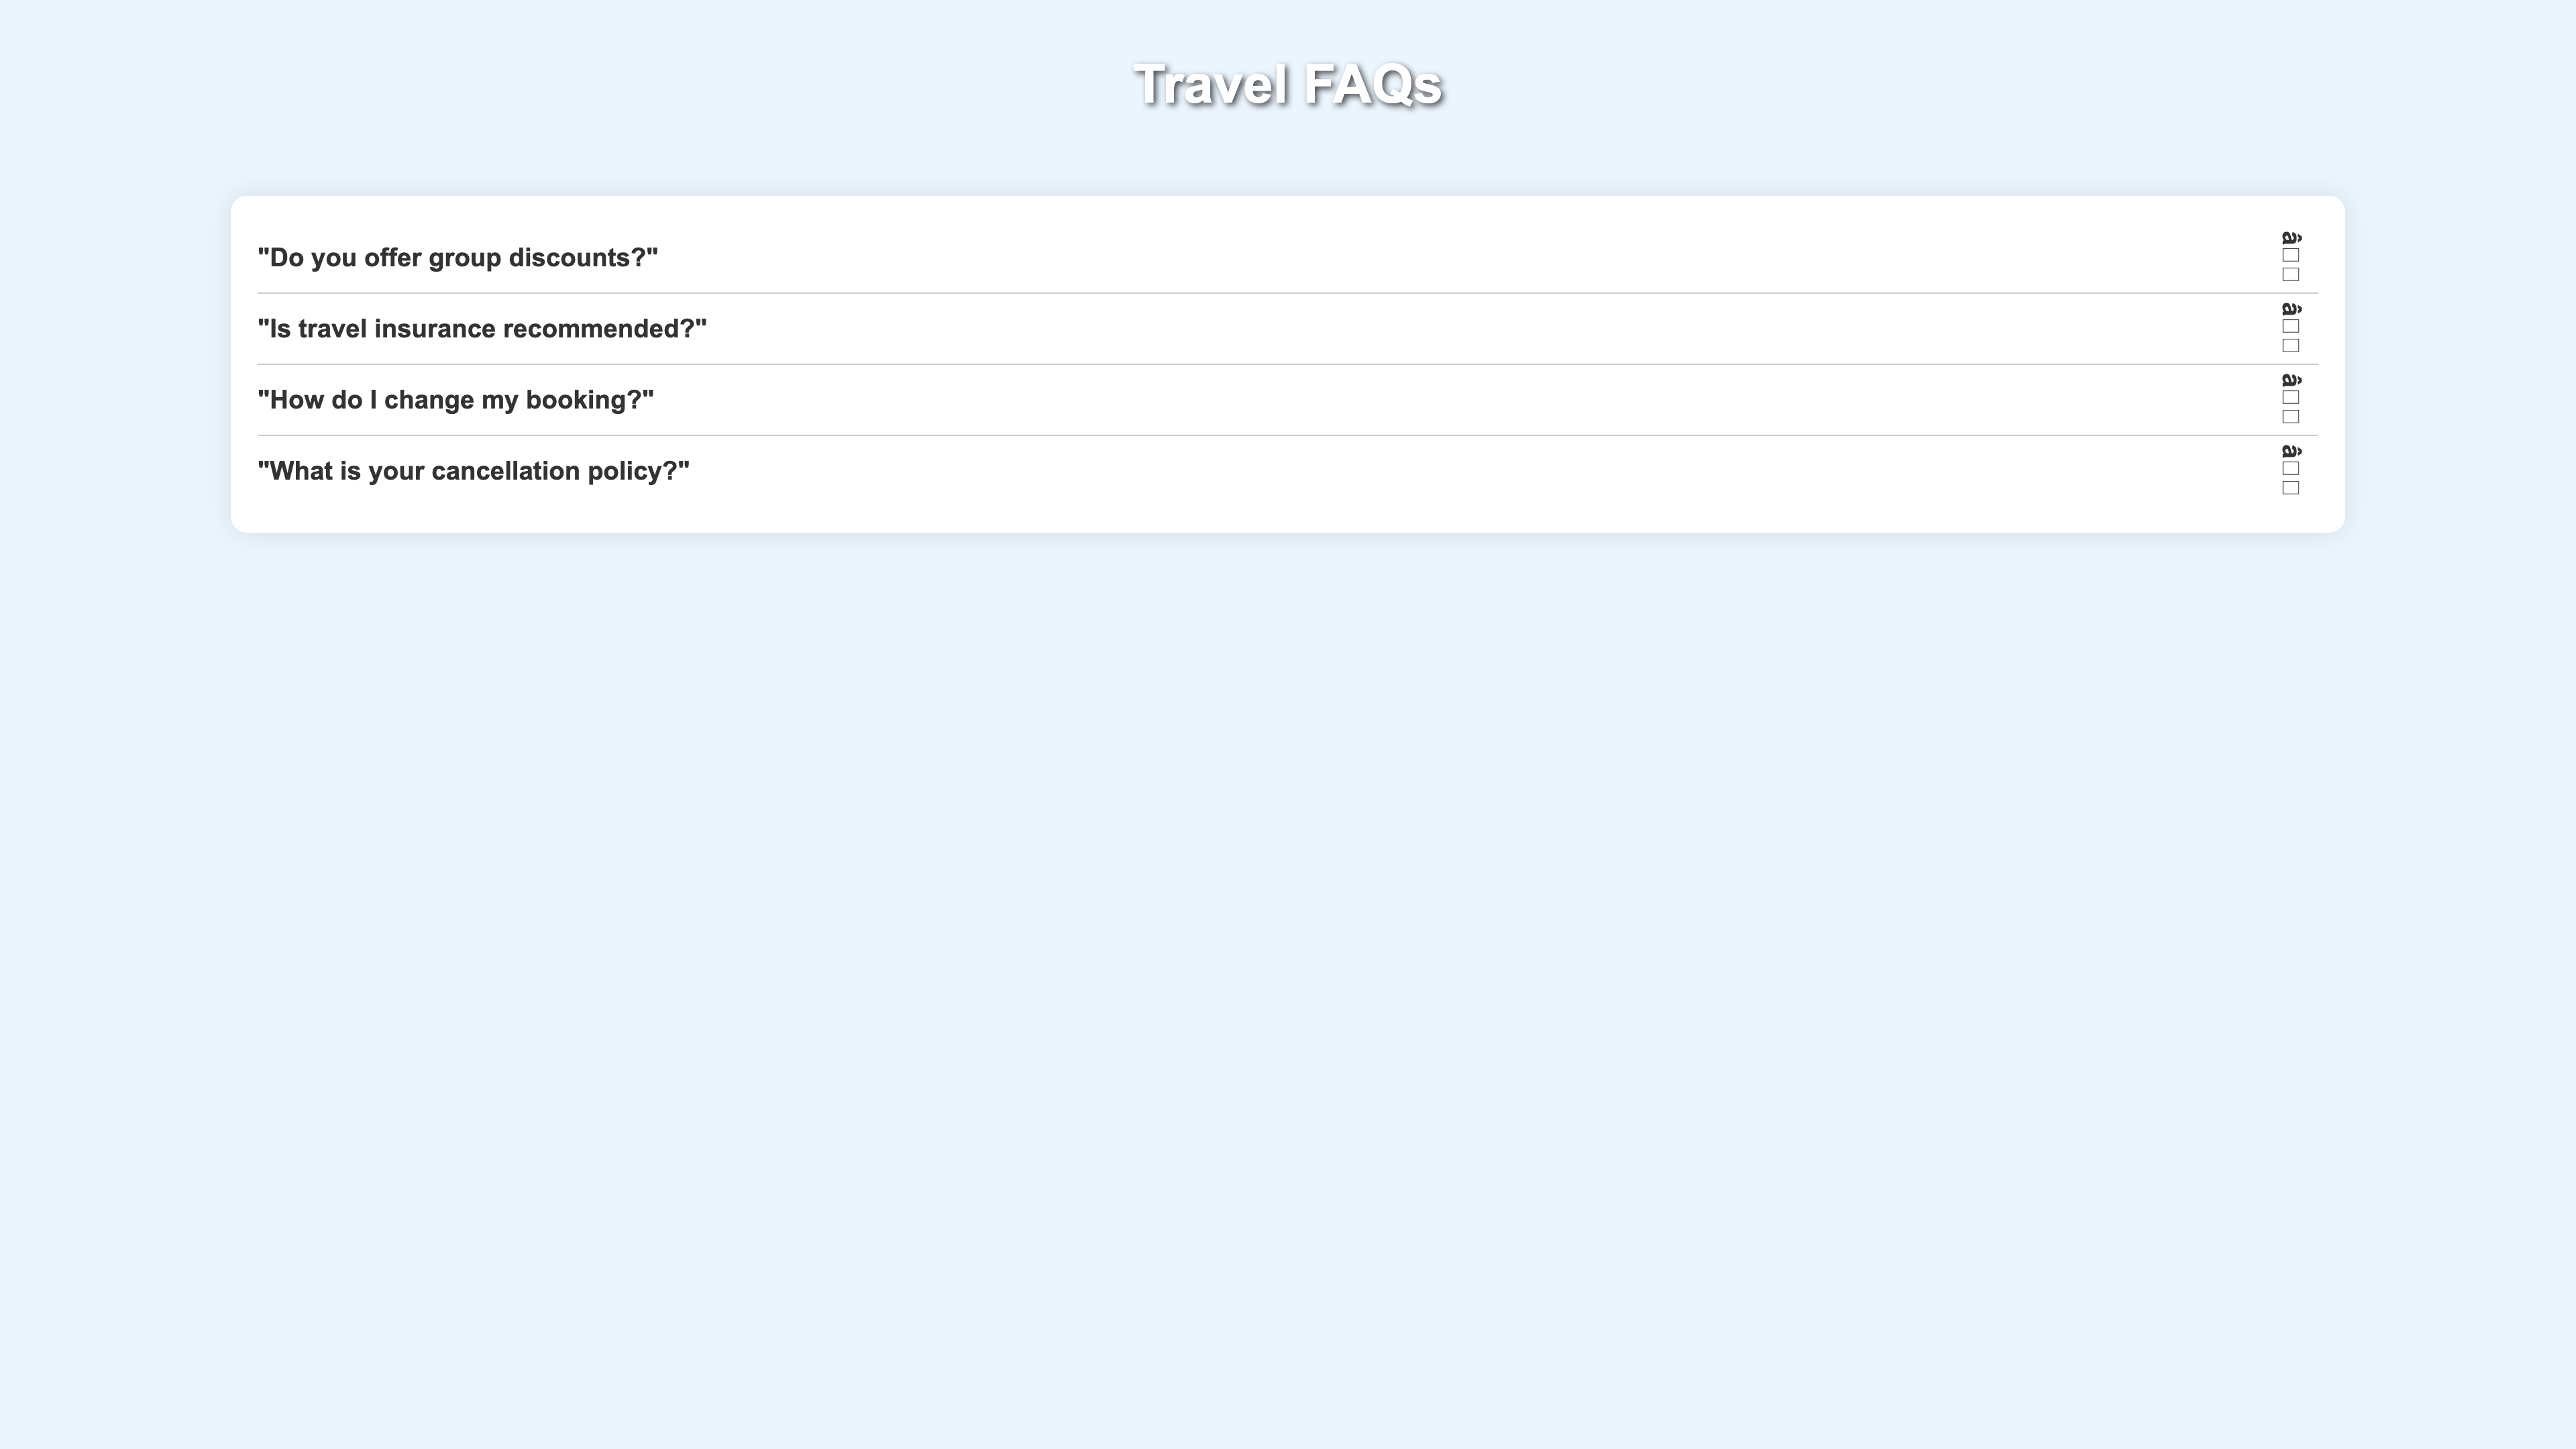 Travel FAQs
"Do you offer group discounts?"
â
"Is travel insurance recommended?"
â
"How do I change my booking?"
â
"What is your cancellation policy?"
â